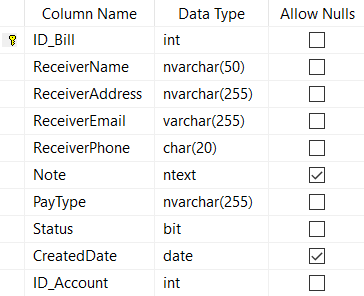 Column Name Data Type Allow Nulls
ID_Bill int
ReceiverName nvarchar(50)
ReceiverAddress nvarchar(255)
ReceiverEmail varchar(255)
ReceiverPhone char(20)
Note ntext
PayType nvarchar(255)
Status bit
CreatedDate date
ID_Account int